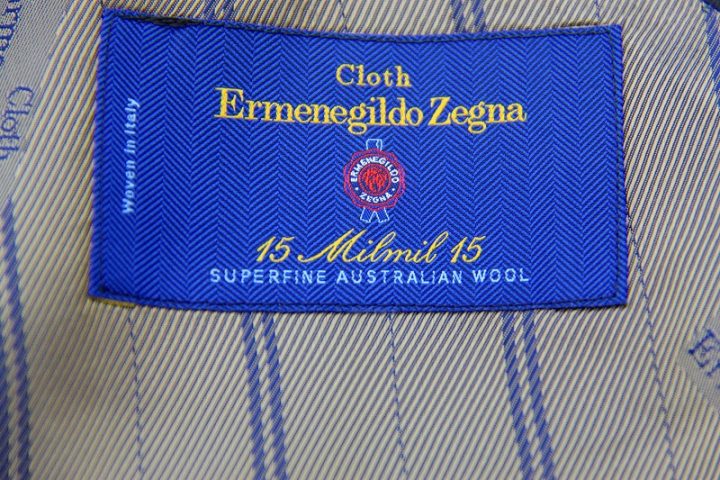 Cloth
Ermenegildo Zegna
Woven in Italy
ERMENEGILDO
ZEGNA
15 Milmil 15
SUPERFINE AUSTRALIAN WOOL
Cloth